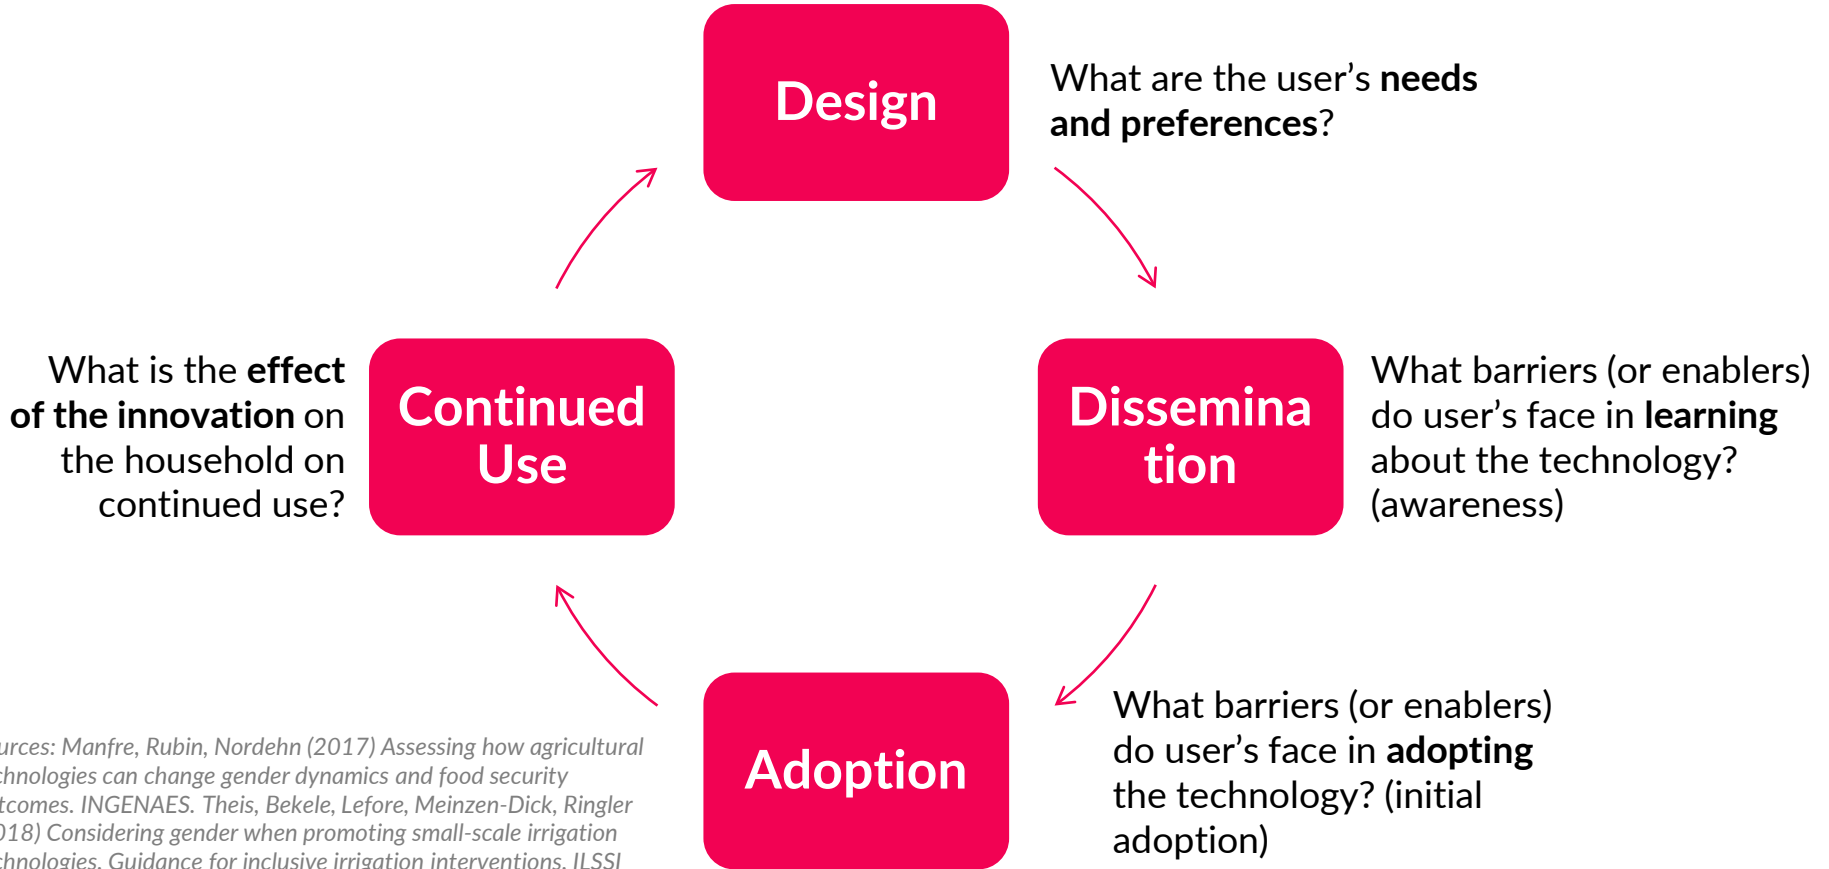 Design
What are the user’s needs
and preferences?
Continued
Use
What is the effect
of the innovation on
the household on
continued use?
Dissemina
tion
What barriers (or enablers)
do user’s face in learning
about the technology?
(awareness)
Adoption
What barriers (or enablers)
do user’s face in adopting
the technology? (initial
adoption)
urces: Manfre, Rubin, Nordehn (2017) Assessing how agricultural
chnologies can change gender dynamics and food security
tcomes. INGENAES. Theis, Bekele, Lefore, Meinzen-Dick, Ringler
018) Considering gender when promoting small-scale irrigation
chnologies. Guidance for inclusive irrigation interventions. ILSSI